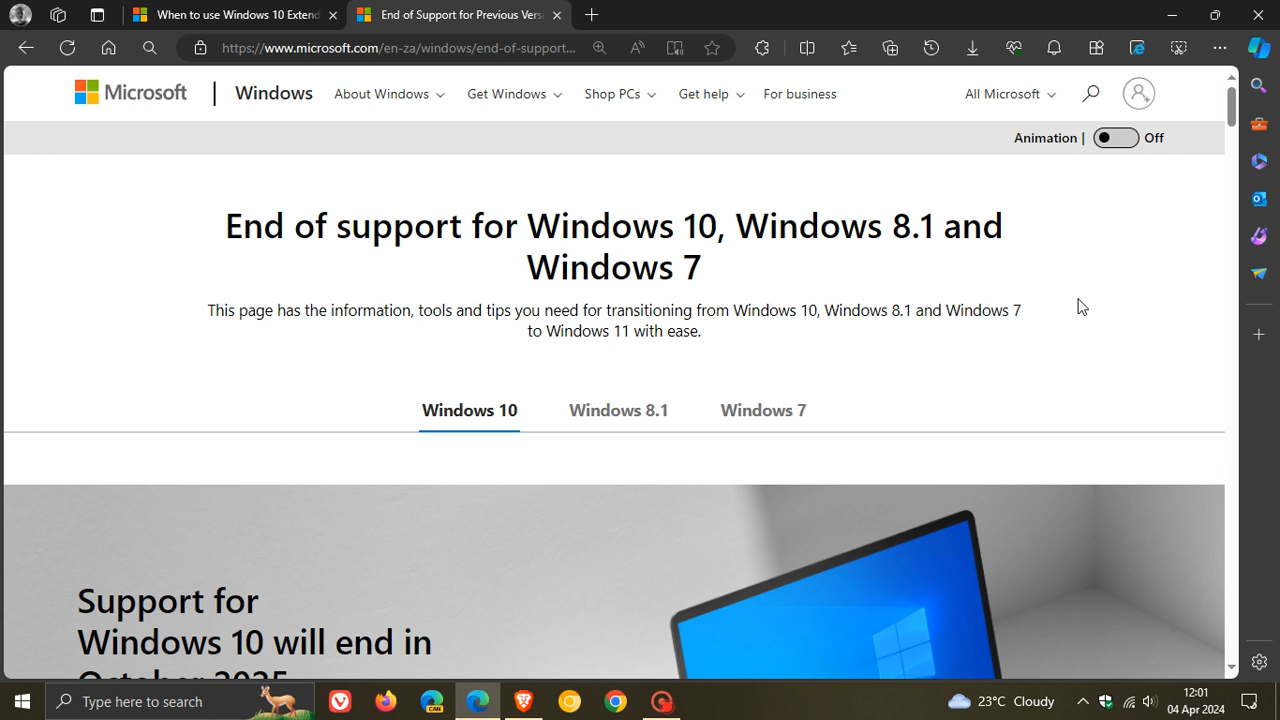 When to use Windows 10 Extend
End of Support for Previous Vers
https://www.microsoft.com/en-za/windows/end-of-support...
Microsoft
Windows
About Windows
Get Windows
Shop PCs
Get help
For business
All Microsoft
Animation |
Off
End of support for Windows 10, Windows 8.1 and
Windows 7
This page has the information, tools and tips you need for transitioning from Windows 10, Windows 8.1 and Windows 7
to Windows 11 with ease.
Windows 10
Windows 8.1
Windows 7
Support for
Windows 10 will end in
October 2025
Type here to search
CAN
23°C Cloudy
12:01
04 Apr 2024